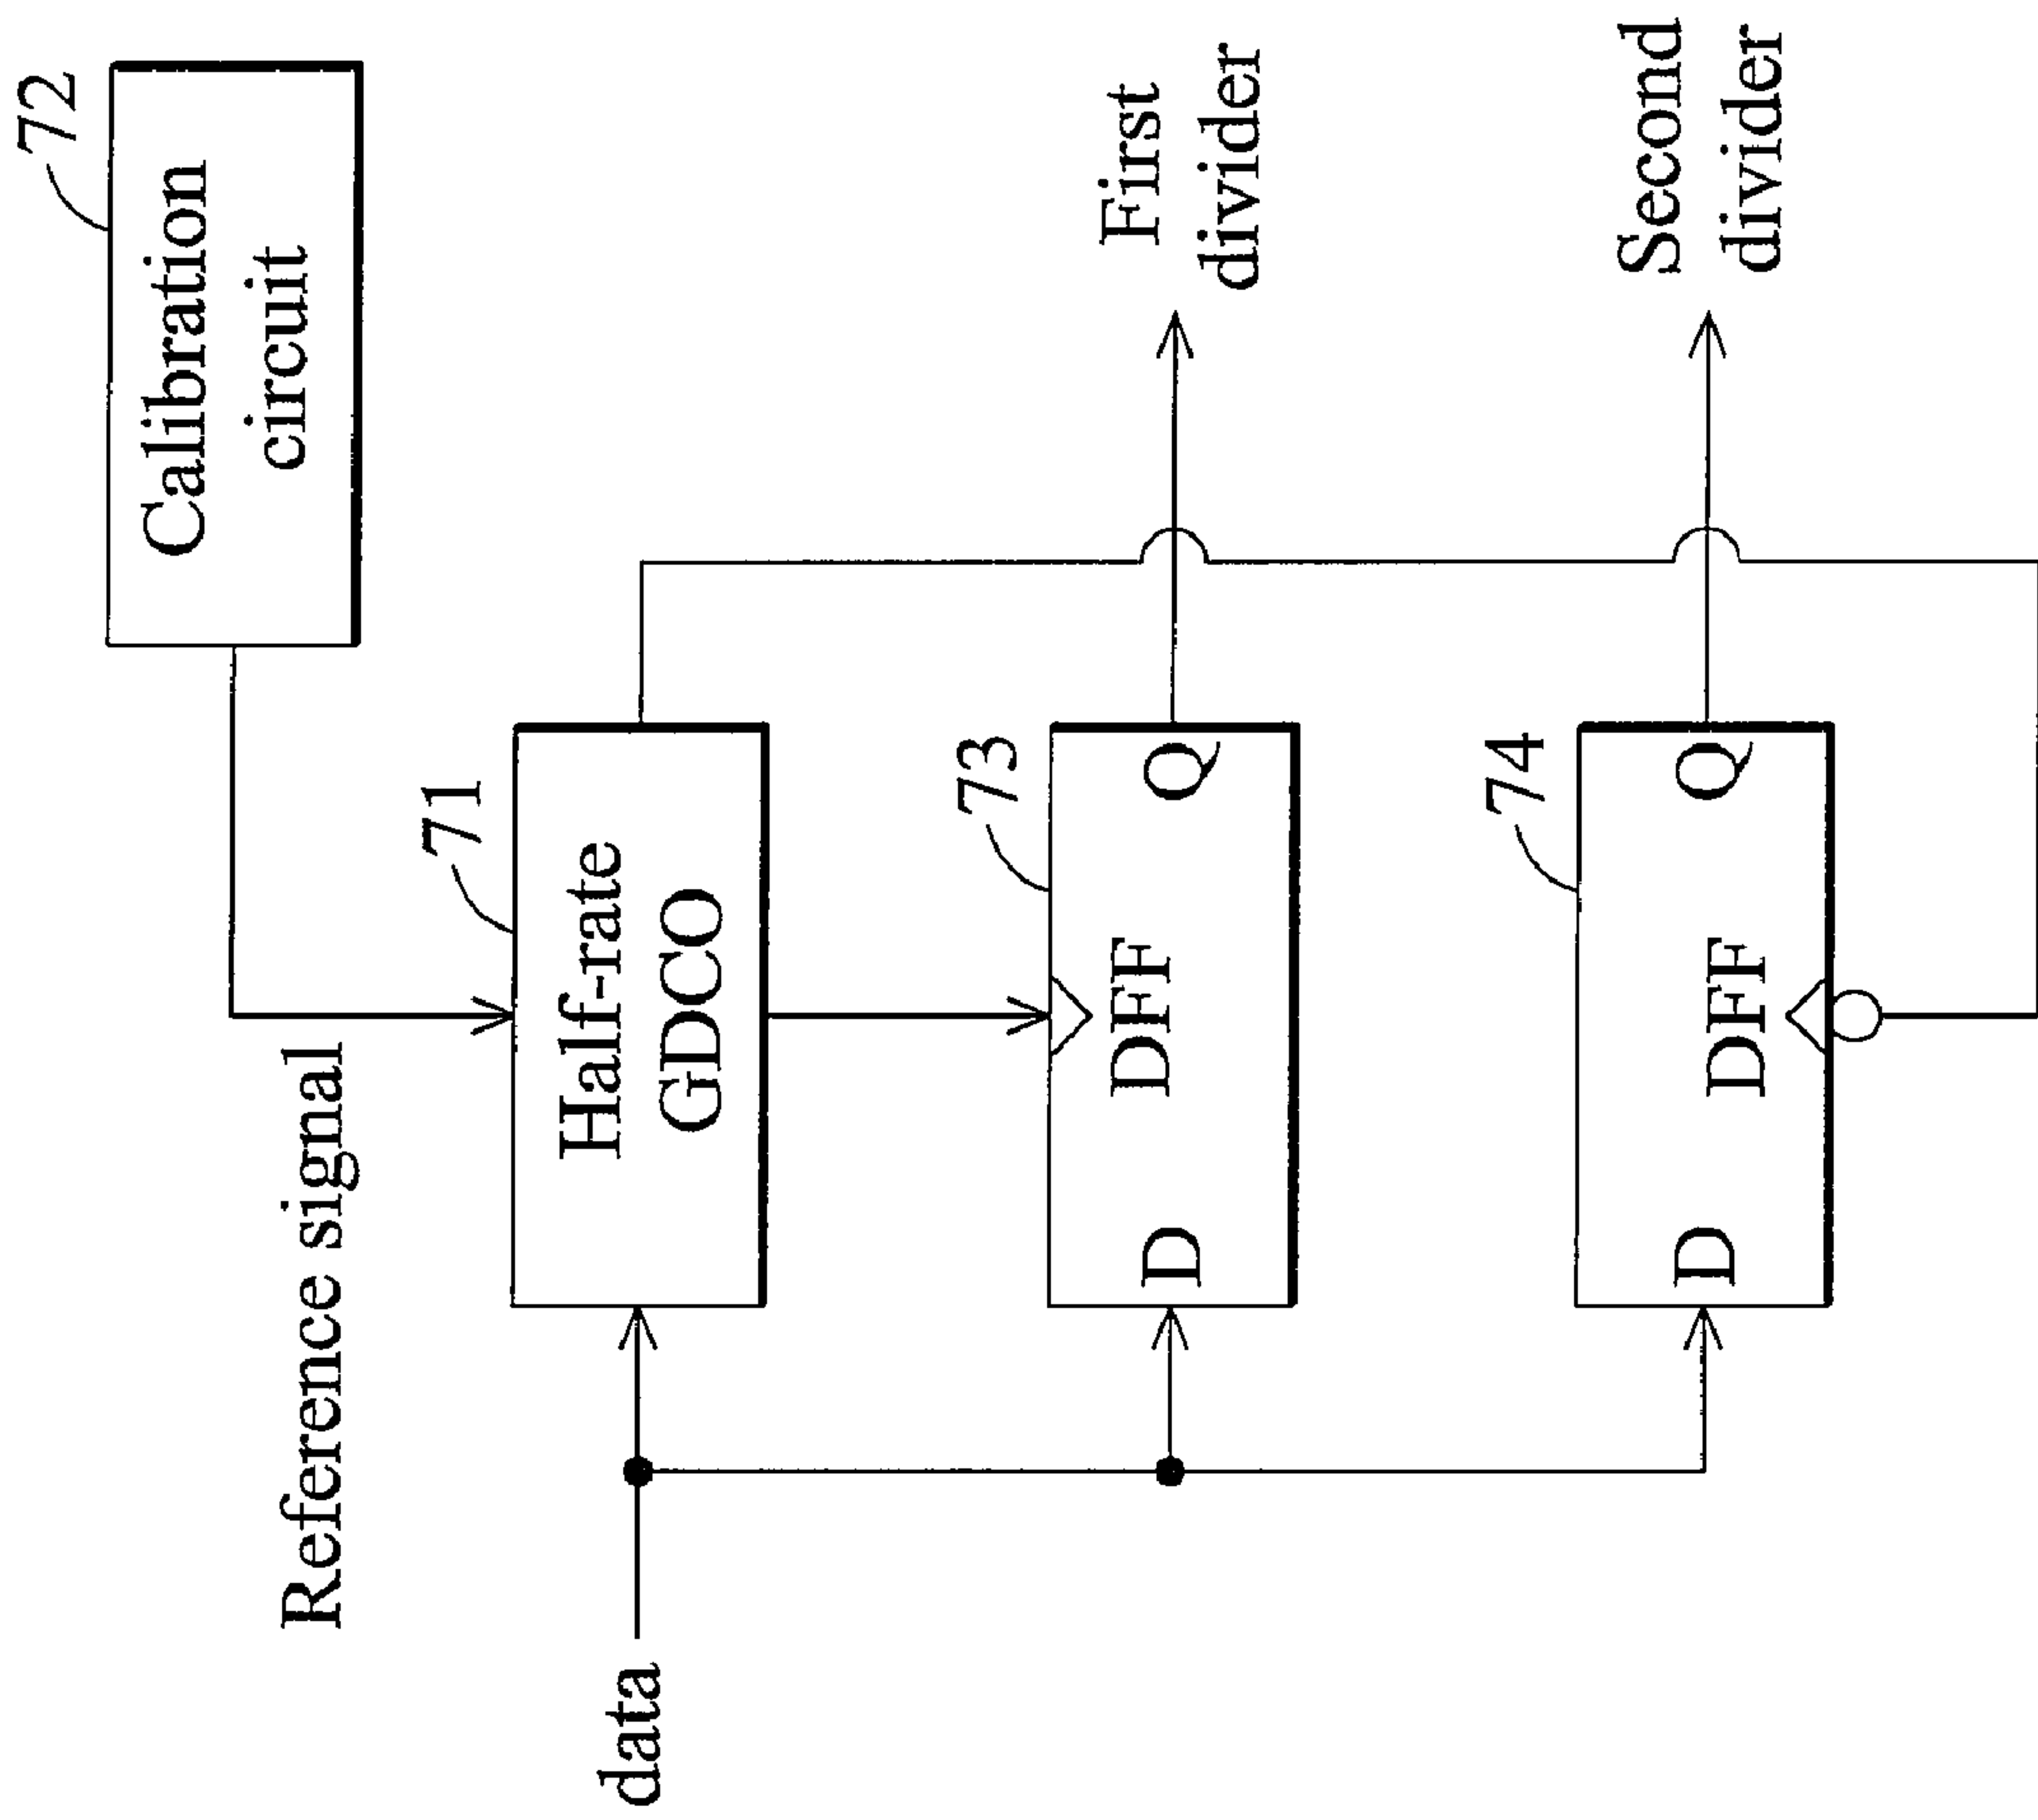 72
Calibration
circuit
Reference signal
71
Half-rate
GDCO
data
73
D
DFF
Q
First
divider
74
D
DFF
Q
Second
divider